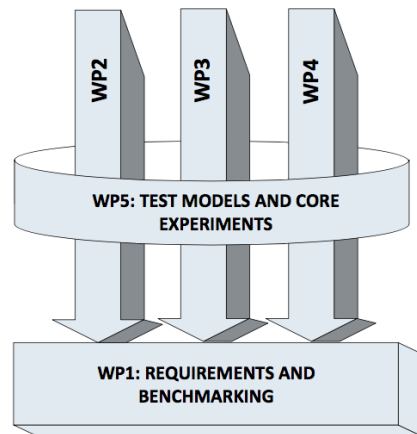 WP2
WP3
WP4
WP5: TEST MODELS AND CORE
EXPERIMENTS
WP1: REQUIREMENTS AND
BENCHMARKING